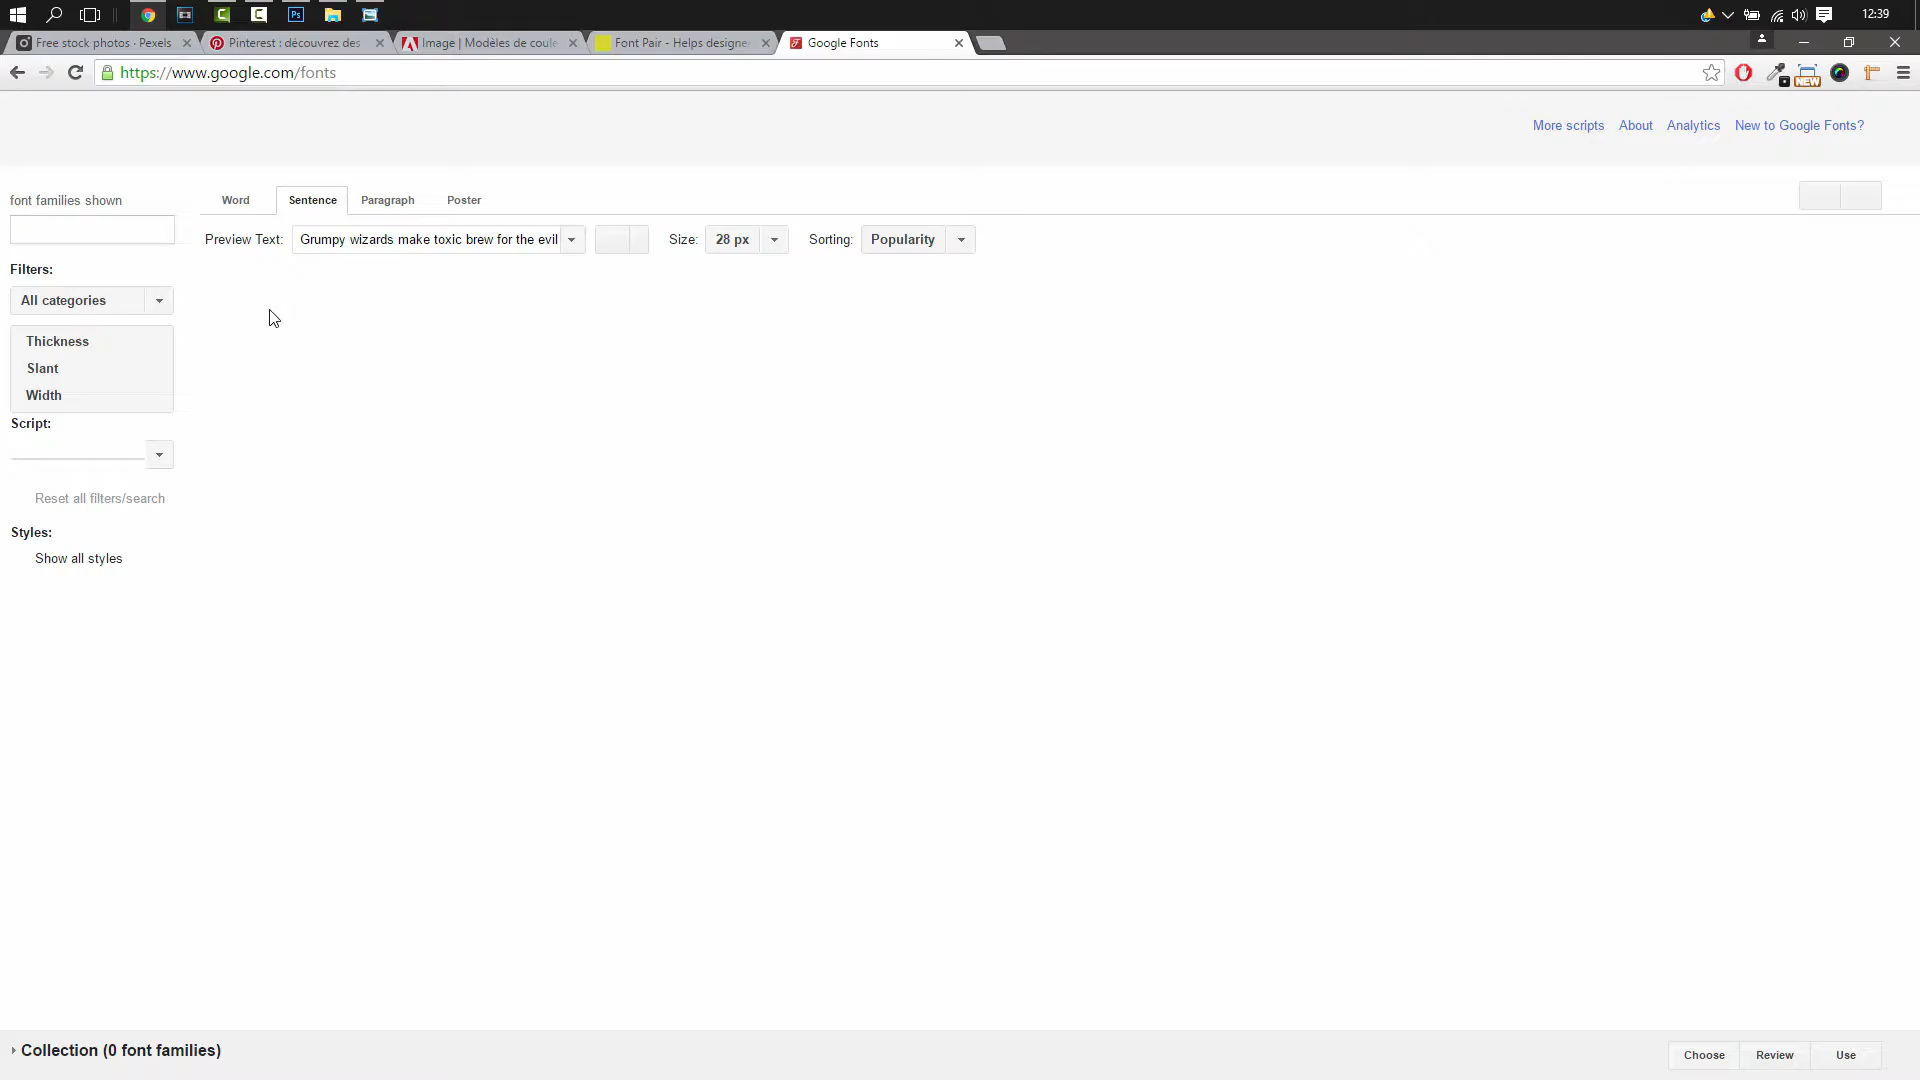 12:39
Free stock photos · Pexels
Pinterest : découvrez des
Image | Modèles de coule
Font Pair - Helps designer
Google Fonts
https://www.google.com/fonts
NEW
More scripts About Analytics New to Google Fonts?
font families shown
Word Sentence Paragraph Poster
Preview Text: Grumpy wizards make toxic brew for the evil Size: 28 px Sorting: Popularity
Filters:
All categories
Thickness
Slant
Width
Script:
Reset all filters/search
Styles:
Show all styles
Collection (0 font families)
Choose Review Use